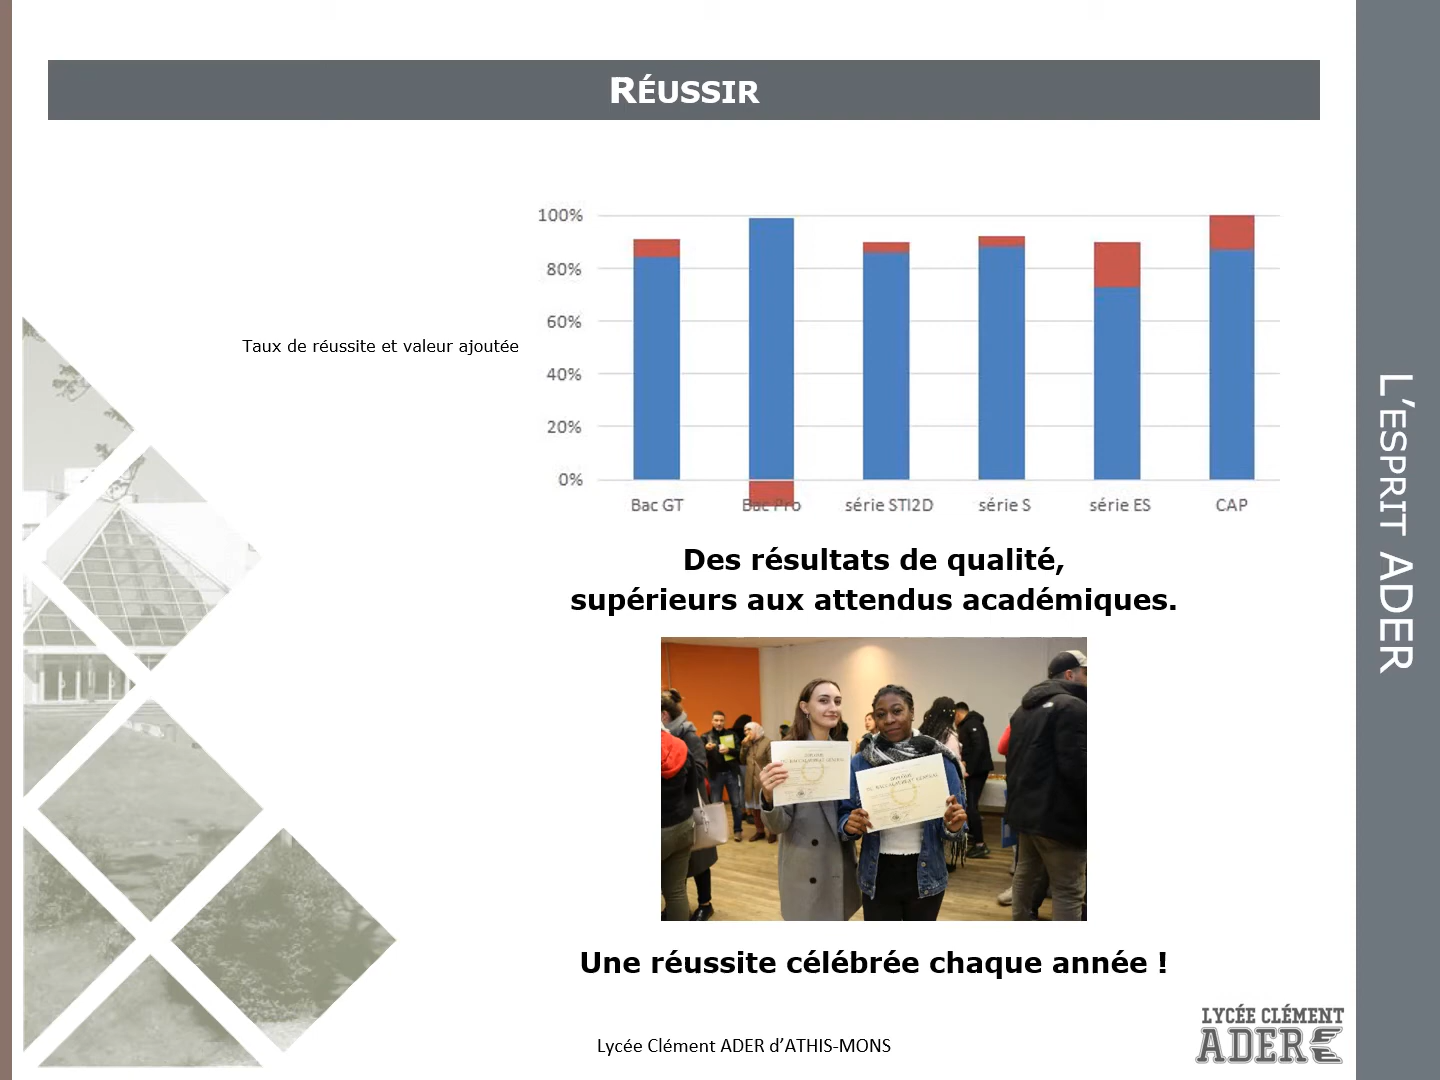 RÉUSSIR
100%
80%
60%
40%
20%
0%
Taux de réussite et valeur ajoutée
Bac GT
Bac Pro
série STI2D
série S
série ES
CAP
Des résultats de qualité,
supérieurs aux attendus académiques.
Une réussite célébrée chaque année !
Lycée Clément ADER d’ATHIS-MONS
LYCÉE CLÉMENT
ADER
L’ESPRIT ADER